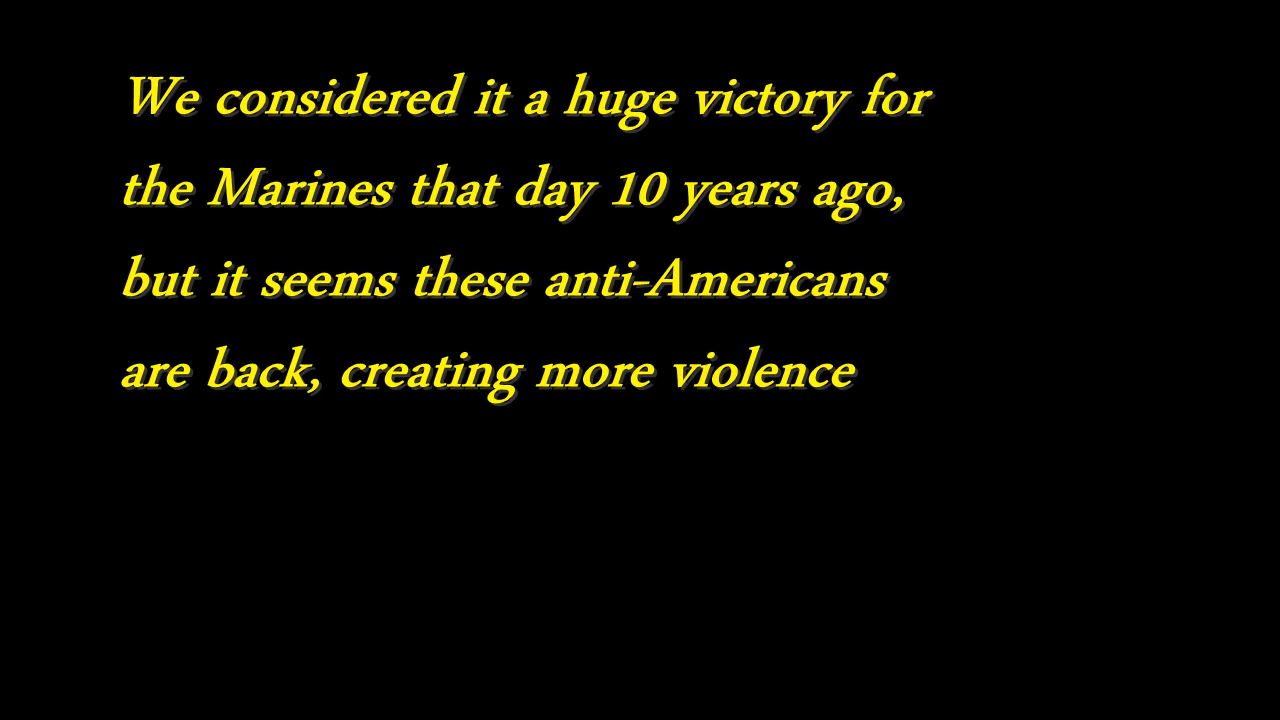 We considered it a huge victory for
the Marines that day 10 years ago,
but it seems these anti-Americans
are back, creating more violence